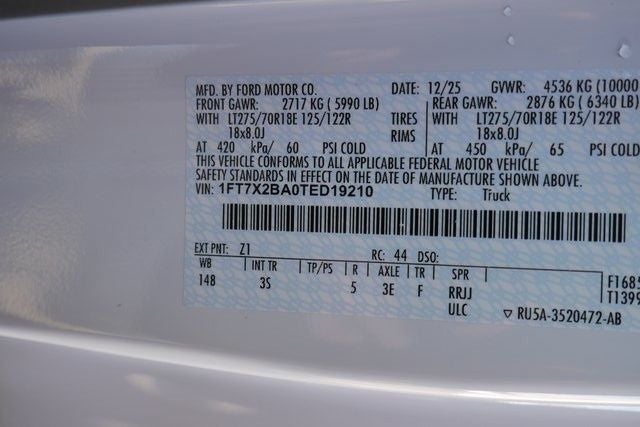 MFD. BY FORD MOTOR CO. DATE: 12/25 GVWR: 4536 KG (10000
FRONT GAWR: 2717 KG ( 5990 LB) REAR GAWR: 2876 KG ( 6340 LB)
WITH LT275/70R18E 125/122R TIRES WITH LT275/70R18E 125/122R
18x8.0J RIMS 18x8.0J
AT 420 kPa/ 60 PSI COLD AT 450 kPa/ 65 PSI COLD
THIS VEHICLE CONFORMS TO ALL APPLICABLE FEDERAL MOTOR VEHICLE
SAFETY STANDARDS IN EFFECT ON THE DATE OF MANUFACTURE SHOWN ABOVE.
VIN: 1FT7X2BA0TED19210 TYPE: Truck
EXT PNT: Z1 RC: 44 DSO:
WB INT TR TP/PS R AXLE TR SPR F1685
148 3S 5 3E F RRJJ T1399
ULC ▽ RU5A-3520472-AB